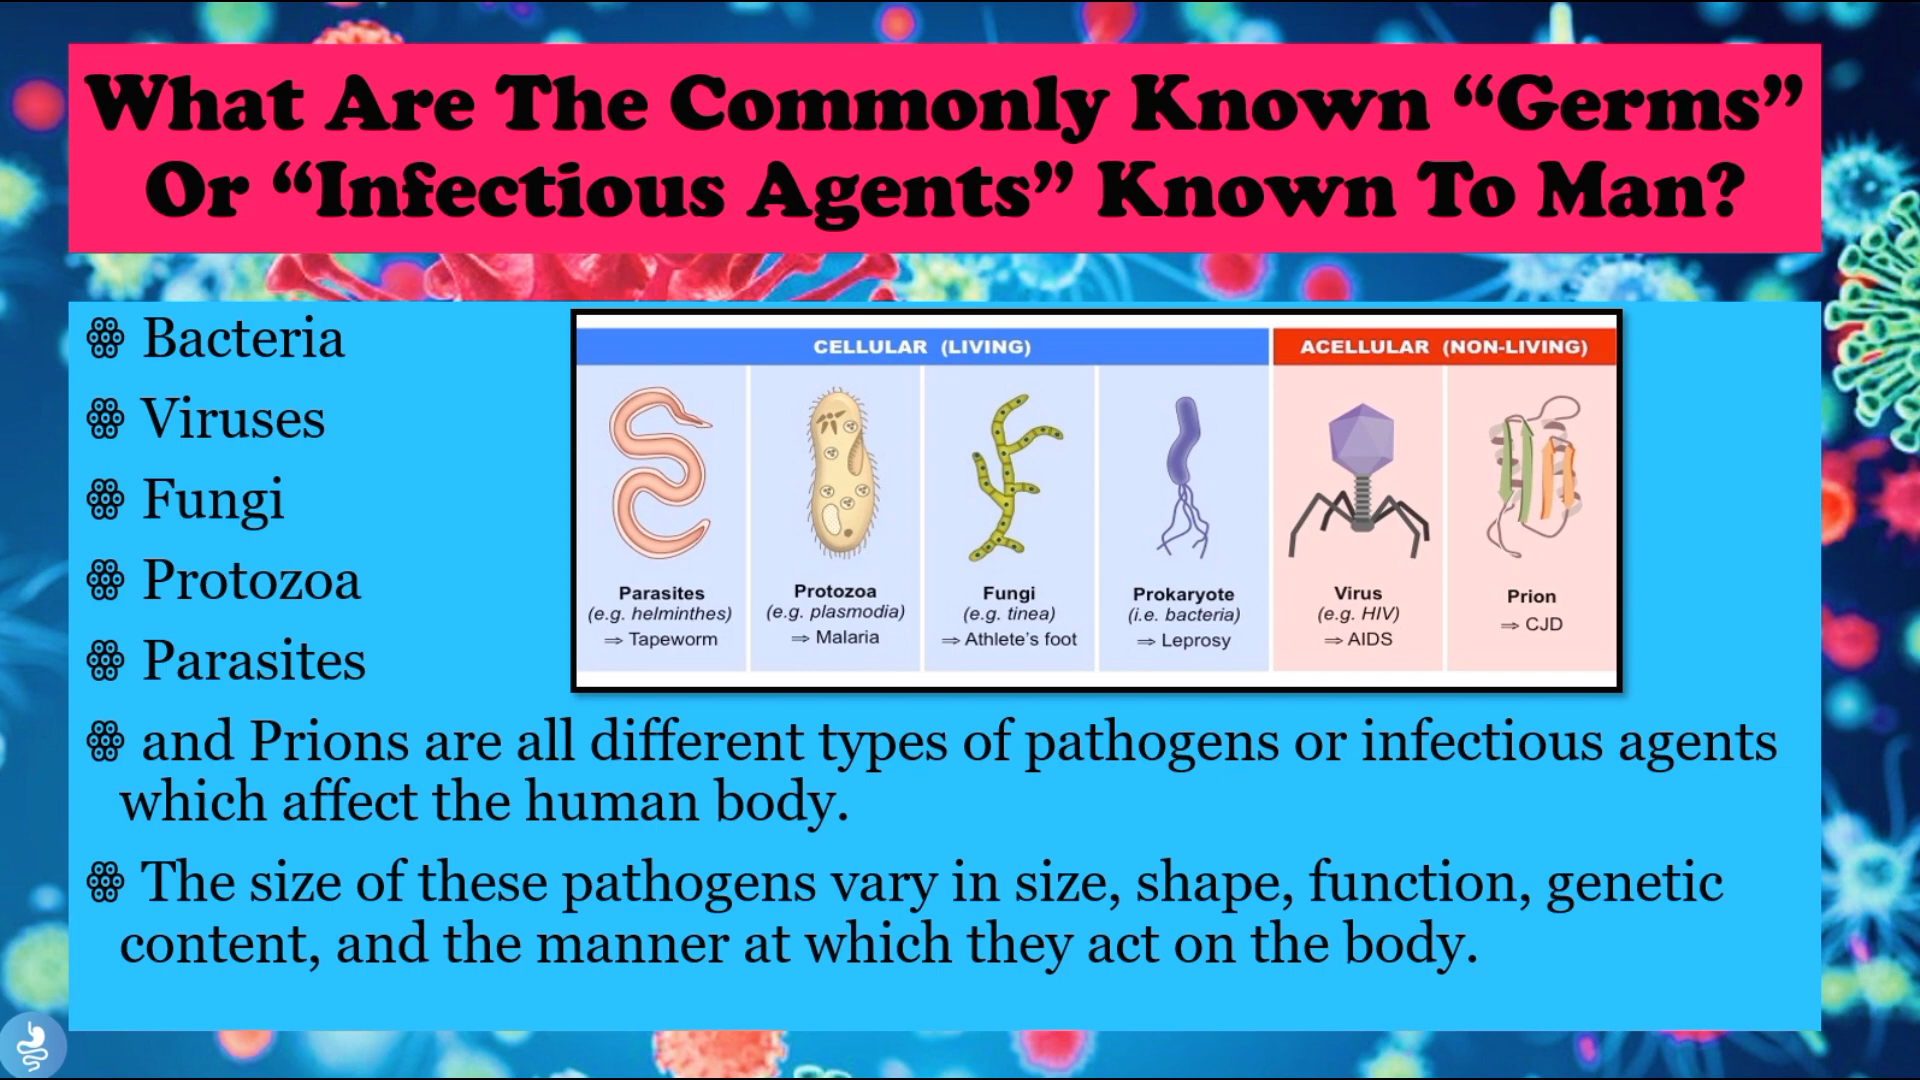 What Are The Commonly Known “Germs”
Or “Infectious Agents” Known To Man?
Bacteria
Viruses
Fungi
Protozoa
Parasites
and Prions are all different types of pathogens or infectious agents
which affect the human body.
The size of these pathogens vary in size, shape, function, genetic
content, and the manner at which they act on the body.
CELLULAR (LIVING)
ACELLULAR (NON-LIVING)
Parasites
(e.g. helminthes)
⇒ Tapeworm
Protozoa
(e.g. plasmodia)
⇒ Malaria
Fungi
(e.g. tinea)
⇒ Athlete's foot
Prokaryote
(i.e. bacteria)
⇒ Leprosy
Virus
(e.g. HIV)
⇒ AIDS
Prion
⇒ CJD